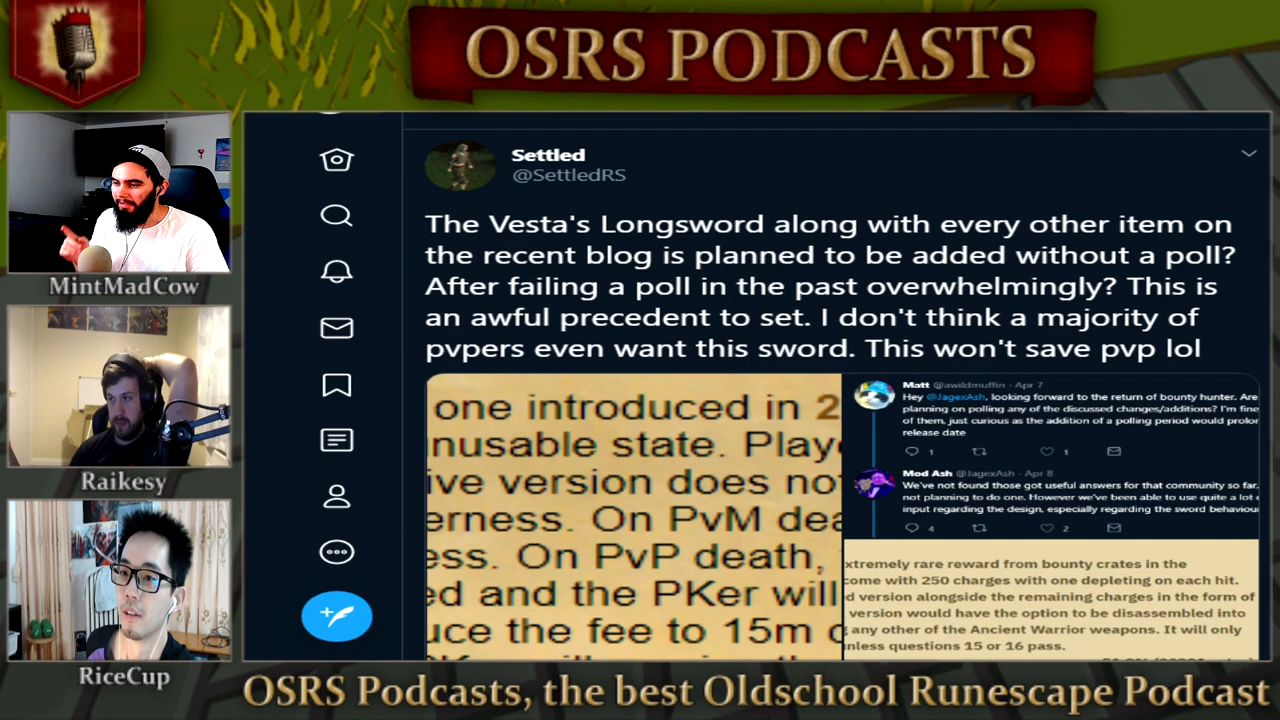 OSRS PODCASTS
MintMadCow
Raikesy
RiceCup
Settled
@SettledRS
The Vesta's Longsword along with every other item on
the recent blog is planned to be added without a poll?
After failing a poll in the past overwhelmingly? This is
an awful precedent to set. I don't think a majority of
pvpers even want this sword. This won't save pvp lol
one introduced in 2
nusable state. Play
ive version does no
erness. On PvM dea
ess. On PvP death,
ed and the PKer will
uce the fee to 15m
Matt @awildmuffin · Apr 7
Hey @JagexAsh, looking forward to the return of bounty hunter. Are
planning on polling any of the discussed changes/additions? I'm fine
of them, just curious as the addition of a polling period would prolon
release date
1 1
Mod Ash @JagexAsh · Apr 8
We've not found those got useful answers for that community so far.
not planning to do one. However we've been able to use quite a lot
input regarding the design, especially regarding the sword behaviour
4 2
xtremely rare reward from bounty crates in the
come with 250 charges with one depleting on each hit.
d version alongside the remaining charges in the form of
version would have the option to be disassembled into
any other of the Ancient Warrior weapons. It will only
nless questions 15 or 16 pass.
OSRS Podcasts, the best Oldschool Runescape Podcast